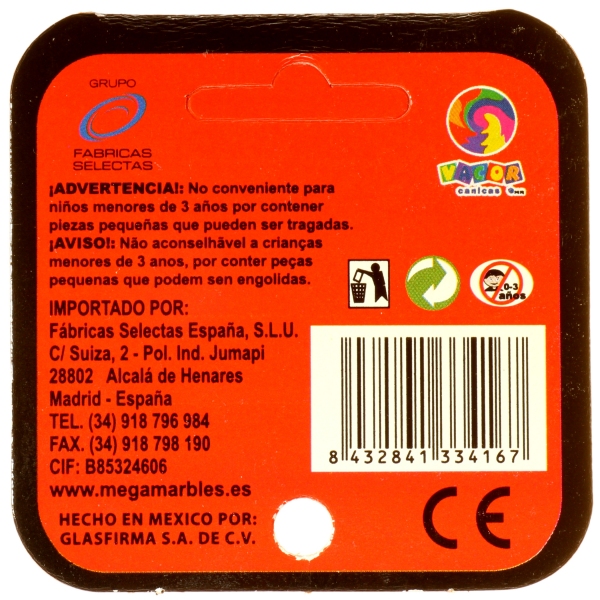 GRUPO
FABRICAS
SELECTAS
VACOR
canicas
¡ADVERTENCIA!: No conveniente para
niños menores de 3 años por contener
piezas pequeñas que pueden ser tragadas.
¡AVISO!: Não aconselhável a crianças
menores de 3 anos, por conter peças
pequenas que podem ser engolidas.
0-3
años
IMPORTADO POR:
Fábricas Selectas España, S.L.U.
C/ Suiza, 2 - Pol. Ind. Jumapi
28802 Alcalá de Henares
Madrid - España
TEL. (34) 918 796 984
FAX. (34) 918 798 190
CIF: B85324606
www.megamarbles.es
HECHO EN MEXICO POR:
GLASFIRMA S.A. DE C.V.
8 432841 334167
CE